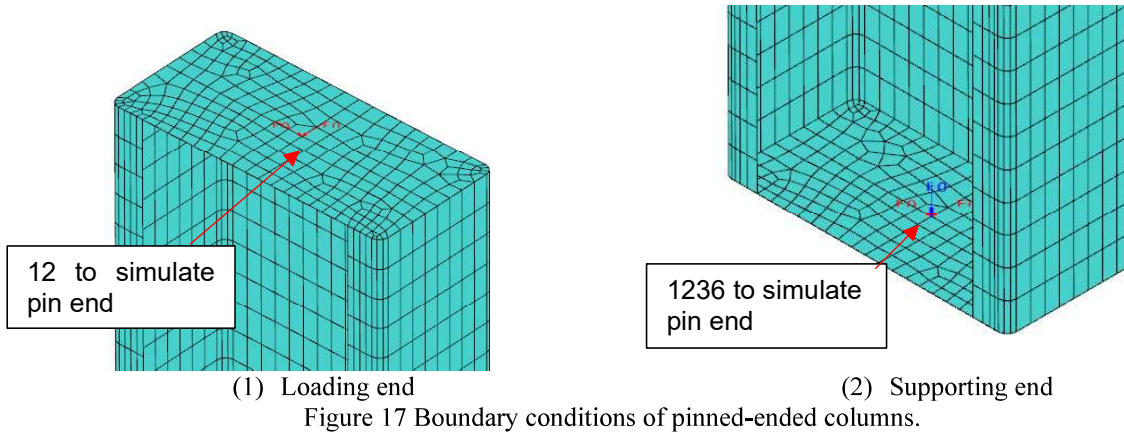 12 to simulate
pin end
1236 to simulate
pin end
(1) Loading end
(2) Supporting end
Figure 17 Boundary conditions of pinned-ended columns.